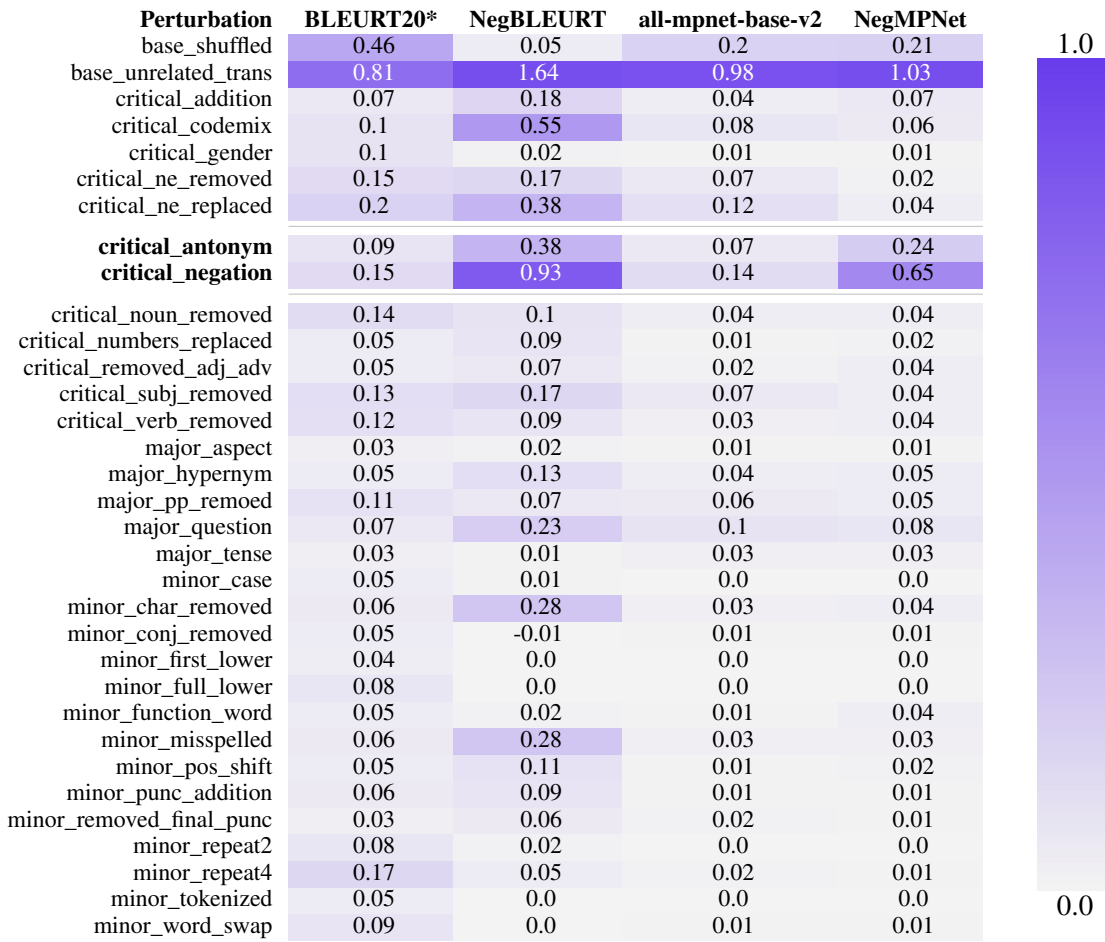 Perturbation BLEURT20* NegBLEURT all-mpnet-base-v2 NegMPNet
base_shuffled 0.46 0.05 0.2 0.21
base_unrelated_trans 0.81 1.64 0.98 1.03
critical_addition 0.07 0.18 0.04 0.07
critical_codemix 0.1 0.55 0.08 0.06
critical_gender 0.1 0.02 0.01 0.01
critical_ne_removed 0.15 0.17 0.07 0.02
critical_ne_replaced 0.2 0.38 0.12 0.04
critical_antonym 0.09 0.38 0.07 0.24
critical_negation 0.15 0.93 0.14 0.65
critical_noun_removed 0.14 0.1 0.04 0.04
critical_numbers_replaced 0.05 0.09 0.01 0.02
critical_removed_adj_adv 0.05 0.07 0.02 0.04
critical_subj_removed 0.13 0.17 0.07 0.04
critical_verb_removed 0.12 0.09 0.03 0.04
major_aspect 0.03 0.02 0.01 0.01
major_hypernym 0.05 0.13 0.04 0.05
major_pp_remoed 0.11 0.07 0.06 0.05
major_question 0.07 0.23 0.1 0.08
major_tense 0.03 0.01 0.03 0.03
minor_case 0.05 0.01 0.0 0.0
minor_char_removed 0.06 0.28 0.03 0.04
minor_conj_removed 0.05 -0.01 0.01 0.01
minor_first_lower 0.04 0.0 0.0 0.0
minor_full_lower 0.08 0.0 0.0 0.0
minor_function_word 0.05 0.02 0.01 0.04
minor_misspelled 0.06 0.28 0.03 0.03
minor_pos_shift 0.05 0.11 0.01 0.02
minor_punc_addition 0.06 0.09 0.01 0.01
minor_removed_final_punc 0.03 0.06 0.02 0.01
minor_repeat2 0.08 0.02 0.0 0.0
minor_repeat4 0.17 0.05 0.02 0.01
minor_tokenized 0.05 0.0 0.0 0.0
minor_word_swap 0.09 0.0 0.01 0.01
1.0
0.0